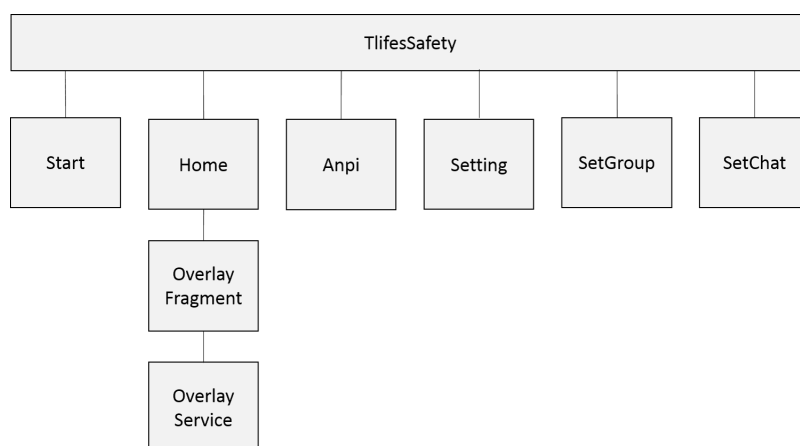 TlifesSafety
Start
Home
Anpi
Setting
SetGroup
SetChat
Overlay
Fragment
Overlay
Service